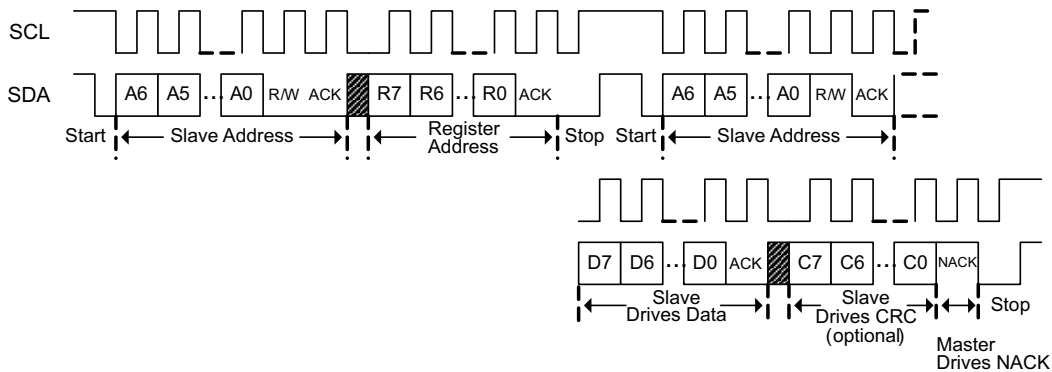 SCL
SDA
A6 A5 ... A0 R/W ACK R7 R6 ... R0 ACK A6 A5 ... A0 R/W ACK
Start Slave Address Register Address Stop Start Slave Address
D7 D6 ... D0 ACK C7 C6 ... C0 NACK
Slave Drives Data
Slave Drives CRC (optional)
Stop
Master Drives NACK